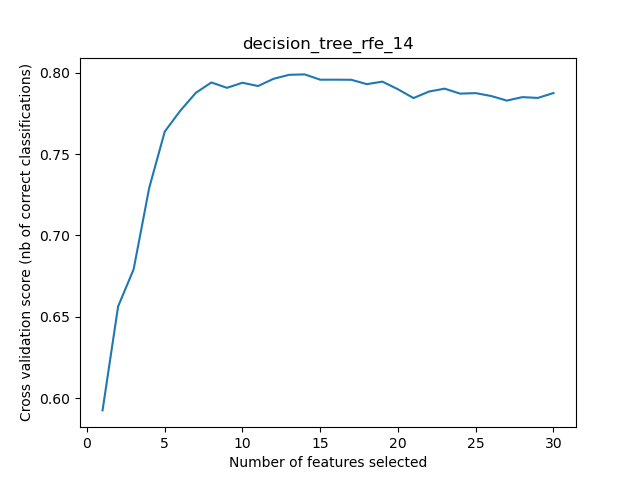 decision_tree_rfe_14
Cross validation score (nb of correct classifications)
0.80
0.75
0.70
0.65
0.60
0 5 10 15 20 25 30
Number of features selected